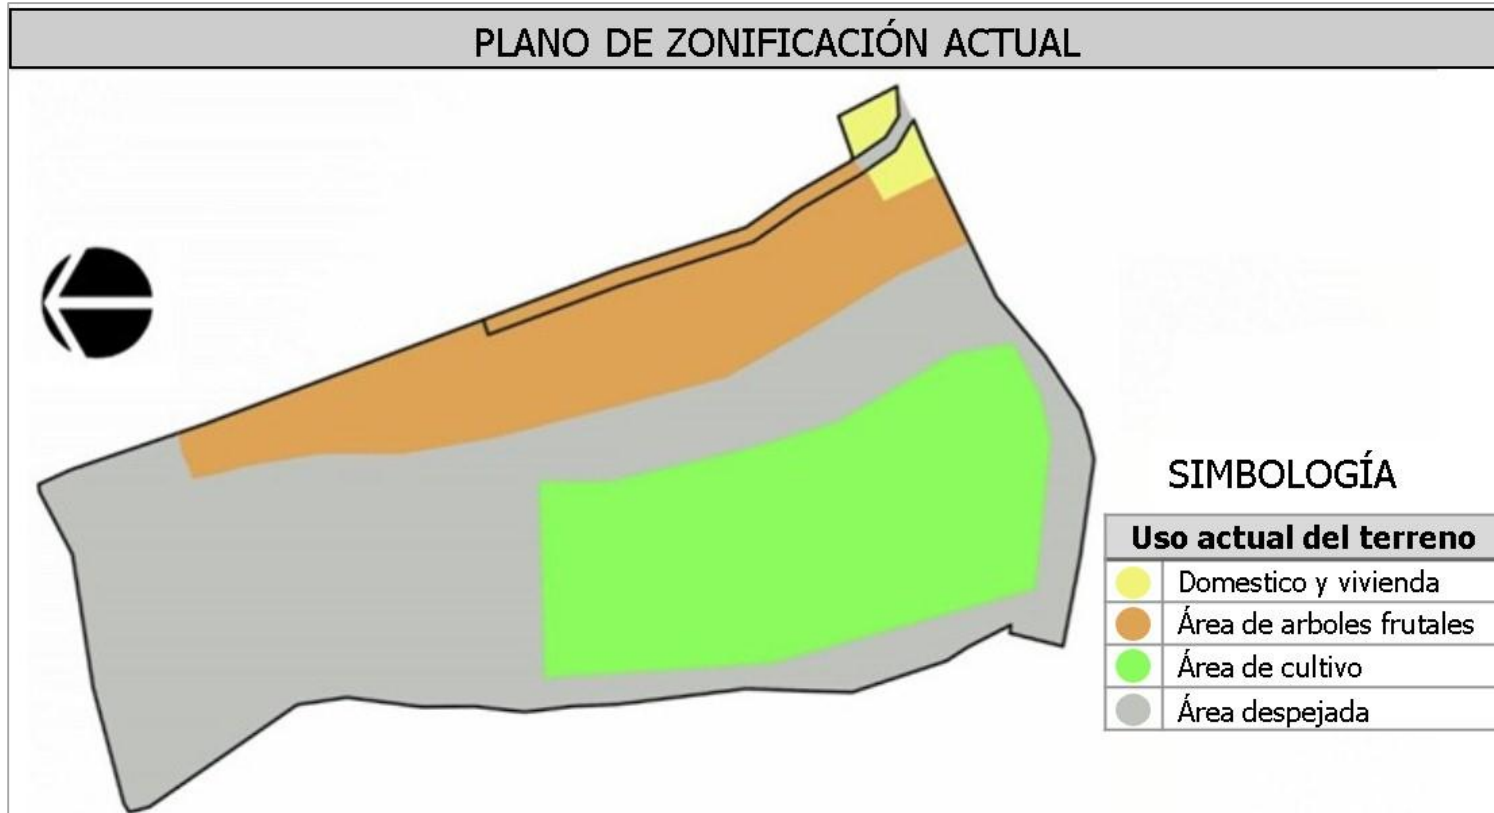 PLANO DE ZONIFICACIÓN ACTUAL
SIMBOLOGÍA
Uso actual del terreno
Domestico y vivienda
Área de arboles frutales
Área de cultivo
Área despejada